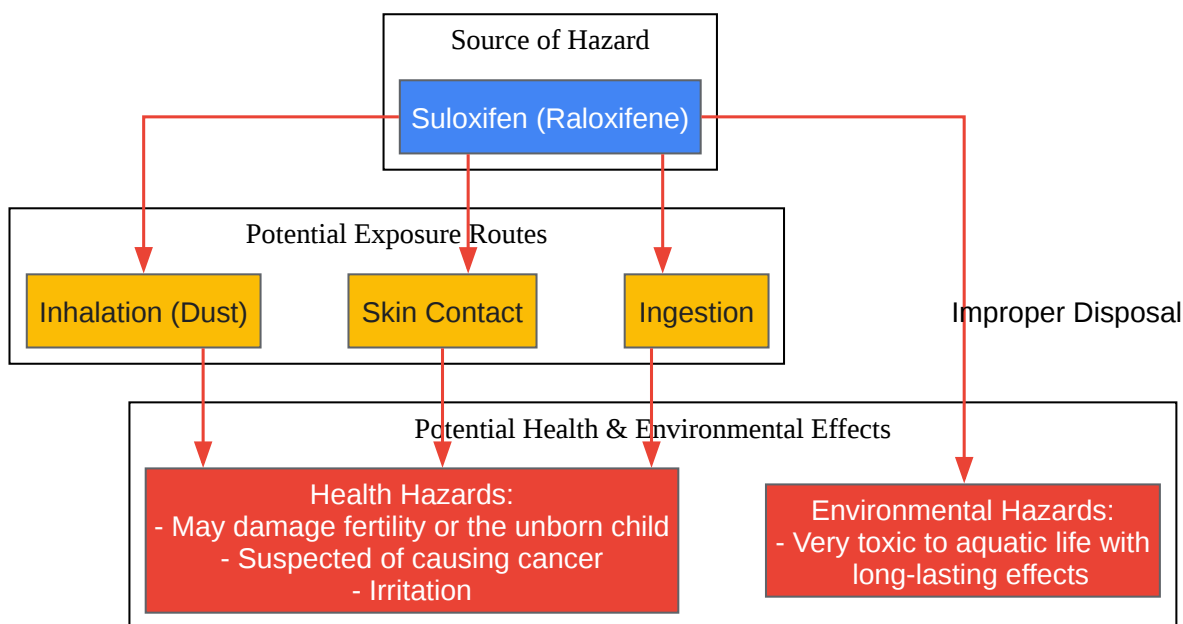 Source of Hazard
Suloxifen (Raloxifene)
Potential Exposure Routes
Inhalation (Dust)
Skin Contact
Ingestion
Improper Disposal
Potential Health & Environmental Effects
Health Hazards:
- May damage fertility or the unborn child
- Suspected of causing cancer
- Irritation
Environmental Hazards:
- Very toxic to aquatic life with
long-lasting effects